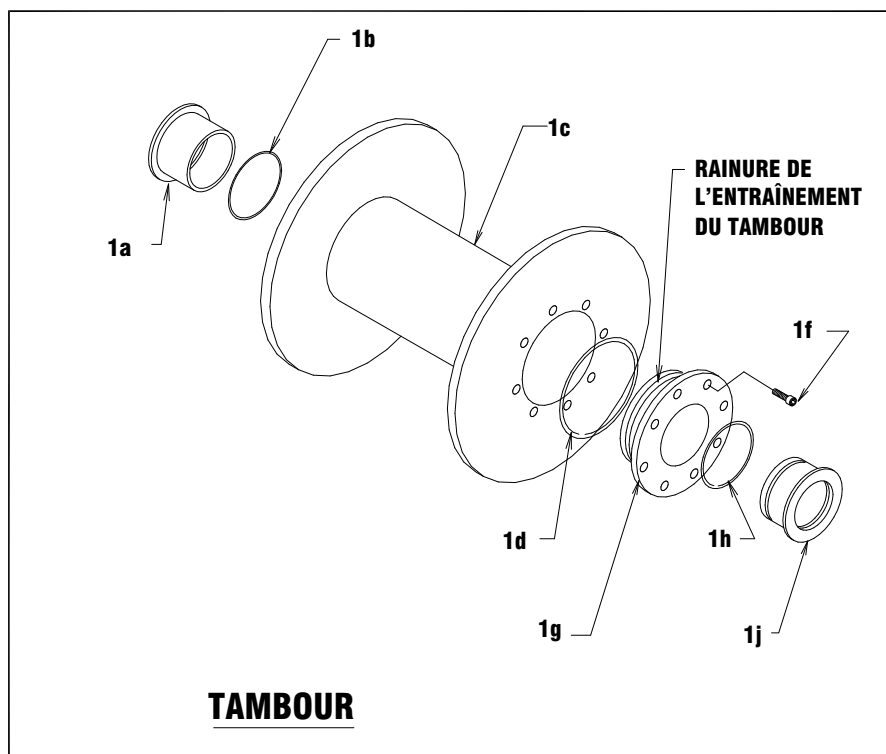 1b
1c
RAINURE DE
L'ENTRAÎNEMENT
DU TAMBOUR
1a
1f
1d
1h
1g
1j
TAMBOUR